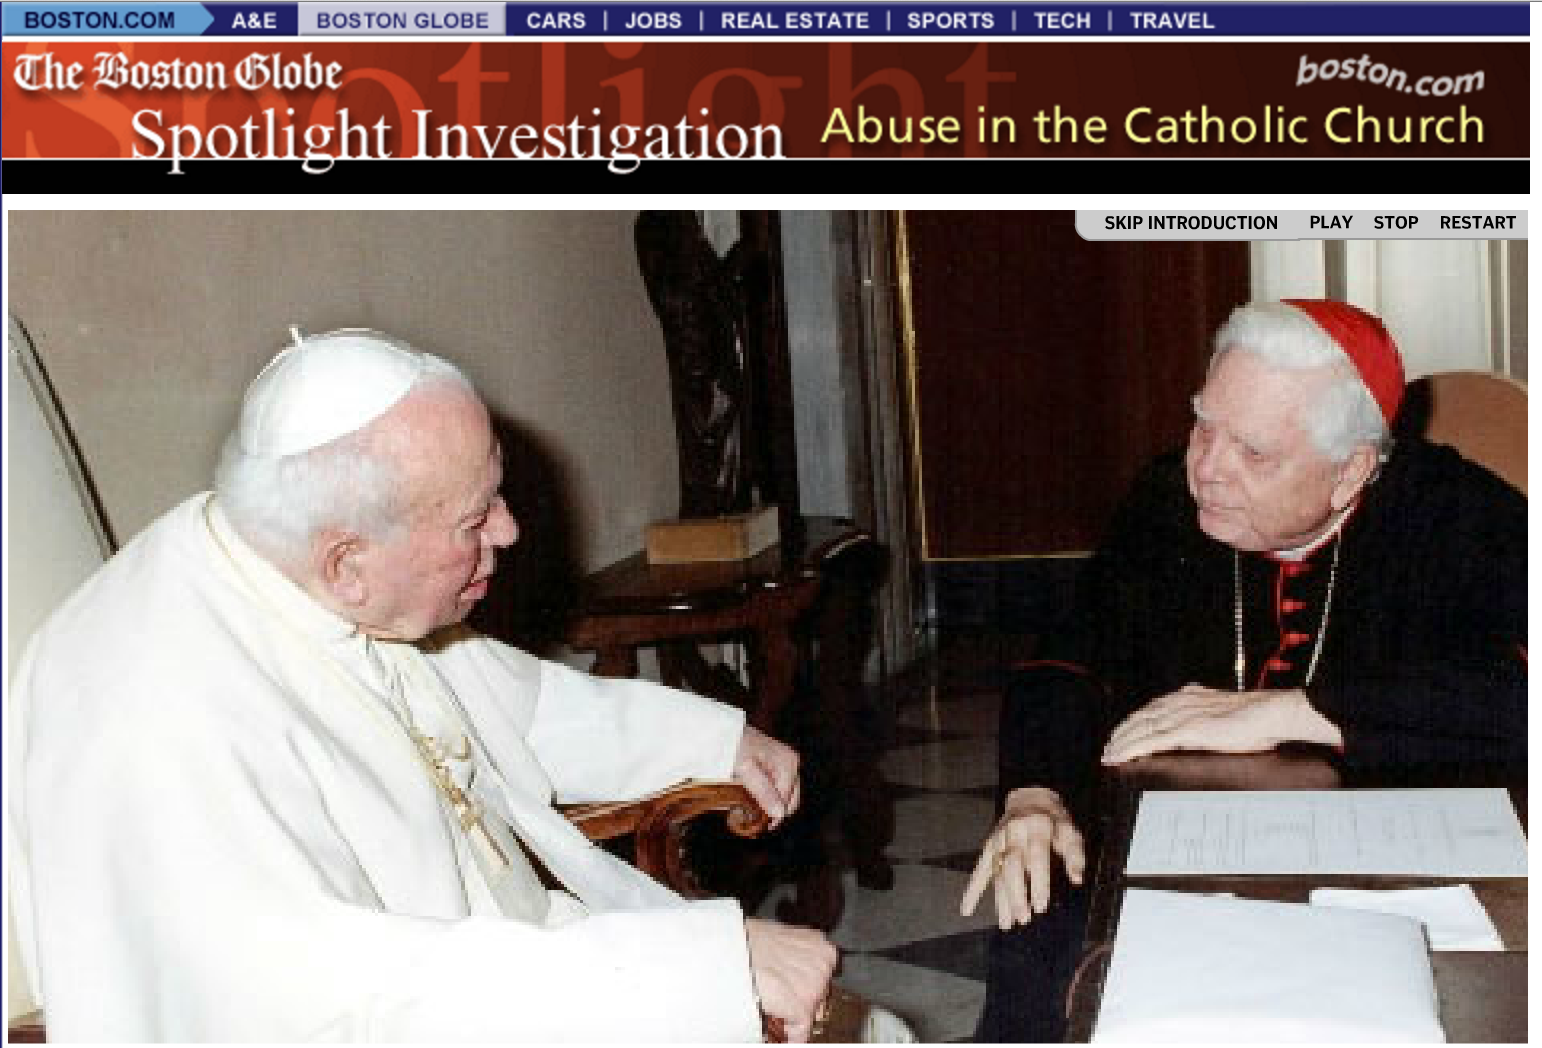 BOSTON.COM A&E BOSTON GLOBE CARS | JOBS | REAL ESTATE | SPORTS | TECH | TRAVEL
The Boston Globe
boston.com
Spotlight
Spotlight Investigation
Abuse in the Catholic Church
SKIP INTRODUCTION PLAY STOP RESTART